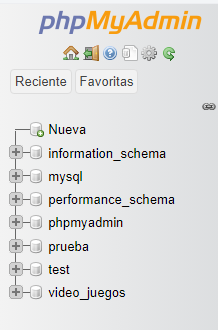 phpMyAdmin
Reciente Favoritas
Nueva
information_schema
mysql
performance_schema
phpmyadmin
prueba
test
video_juegos